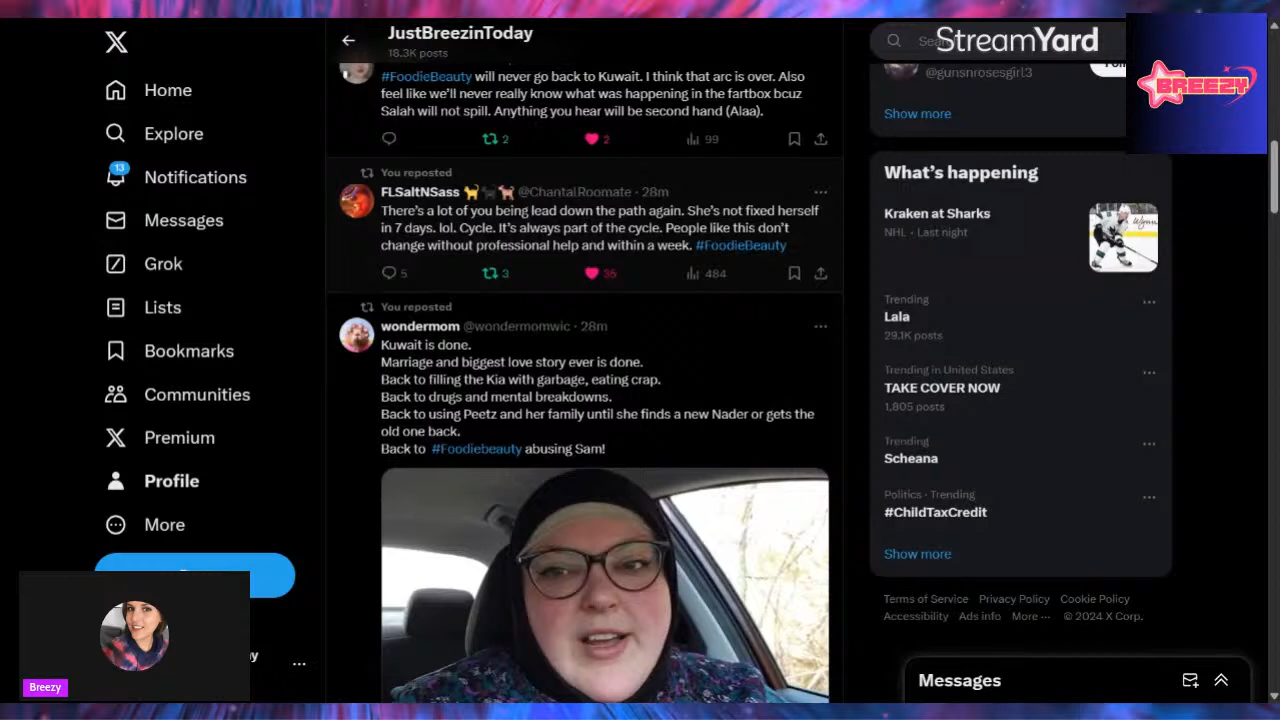 JustBreezinToday
18.3K posts
StreamYard
BREEZY
Home
Explore
13
Notifications
Messages
Grok
Lists
Bookmarks
Communities
Premium
Profile
More
Breezy
#FoodieBeauty will never go back to Kuwait. I think that arc is over. Also
feel like we'll never really know what was happening in the fartbox bcuz
Salah will not spill. Anything you hear will be second hand (Alaa).
2
2
99
You reposted
FLSaltNSass @ChantalRoomate · 28m
There's a lot of you being lead down the path again. She's not fixed herself
in 7 days. lol. Cycle. It's always part of the cycle. People like this don't
change without professional help and within a week. #FoodieBeauty
5
3
35
484
You reposted
wondermom @wondermomwic · 28m
Kuwait is done.
Marriage and biggest love story ever is done.
Back to filling the Kia with garbage, eating crap.
Back to drugs and mental breakdowns.
Back to using Peetz and her family until she finds a new Nader or gets the
old one back.
Back to #Foodiebeauty abusing Sam!
@gunsnrosesgirl3
Show more
What's happening
Kraken at Sharks
NHL · Last night
Trending
Lala
29.1K posts
Trending in United States
TAKE COVER NOW
1,805 posts
Trending
Scheana
Politics · Trending
#ChildTaxCredit
Show more
Terms of Service Privacy Policy Cookie Policy
Accessibility Ads info More ··· © 2024 X Corp.
Messages